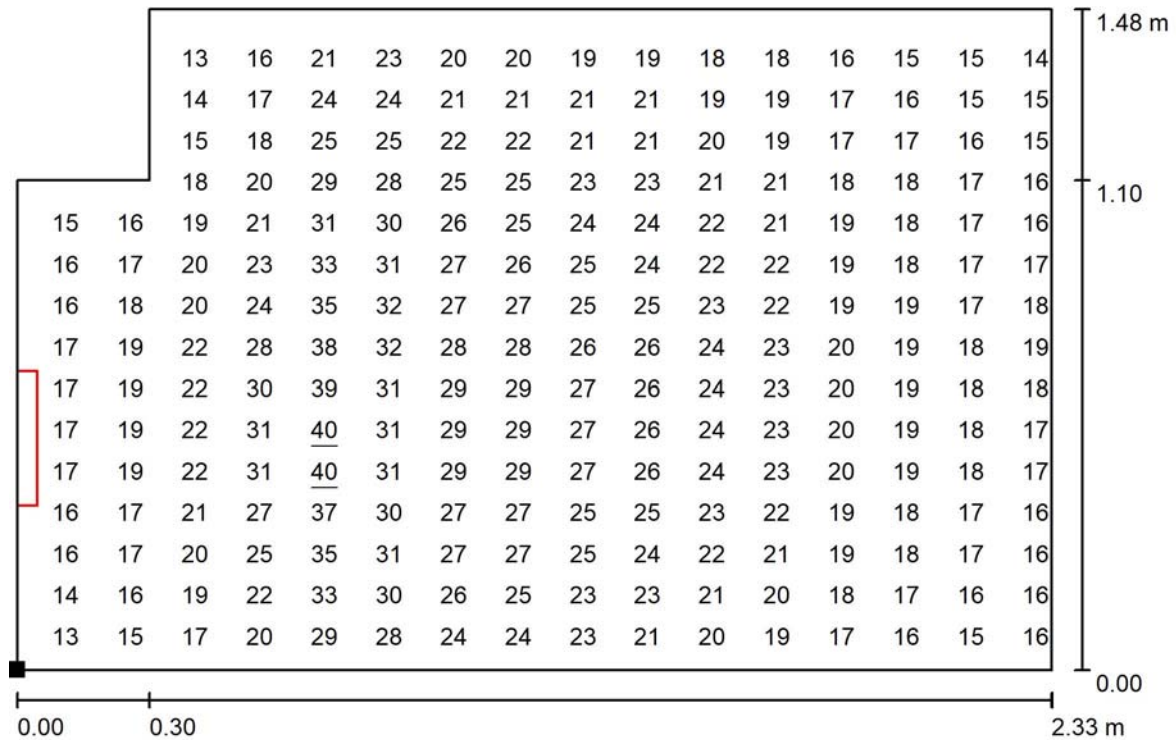 1.48 m
13 16 21 23 20 20 19 19 18 18 16 15 15 14
14 17 24 24 21 21 21 21 19 19 17 16 15 15
15 18 25 25 22 22 21 21 20 19 17 17 16 15
18 20 29 28 25 25 23 23 21 21 18 18 17 16
1.10
15 16 19 21 31 30 26 25 24 24 22 21 19 18 17 16
16 17 20 23 33 31 27 26 25 24 22 22 19 18 17 17
16 18 20 24 35 32 27 27 25 25 23 22 19 19 17 18
17 19 22 28 38 32 28 28 26 26 24 23 20 19 18 19
17 19 22 30 39 31 29 29 27 26 24 23 20 19 18 18
17 19 22 31 40 31 29 29 27 26 24 23 20 19 18 17
17 19 22 31 40 31 29 29 27 26 24 23 20 19 18 17
16 17 21 27 37 30 27 27 25 25 23 22 19 18 17 16
16 17 20 25 35 31 27 27 25 24 22 21 19 18 17 16
14 16 19 22 33 30 26 25 23 23 21 20 18 17 16 16
13 15 17 20 29 28 24 24 23 21 20 19 17 16 15 16
0.00
0.00 0.30 2.33 m